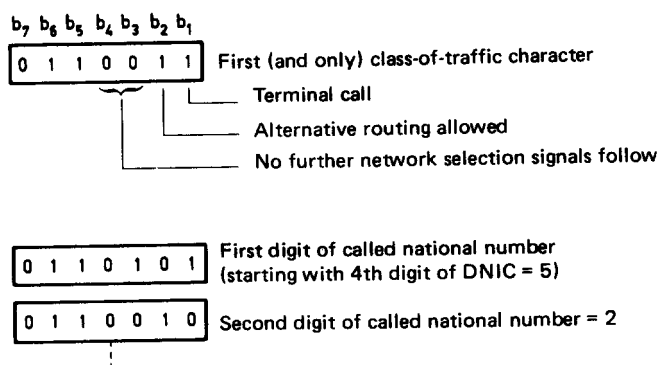 b7 b6 b5 b4 b3 b2 b1
0 1 1 0 0 1 1 First (and only) class-of-traffic character
Terminal call
Alternative routing allowed
No further network selection signals follow
0 1 1 0 1 0 1 First digit of called national number
(starting with 4th digit of DNIC = 5)
0 1 1 0 0 1 0 Second digit of called national number = 2